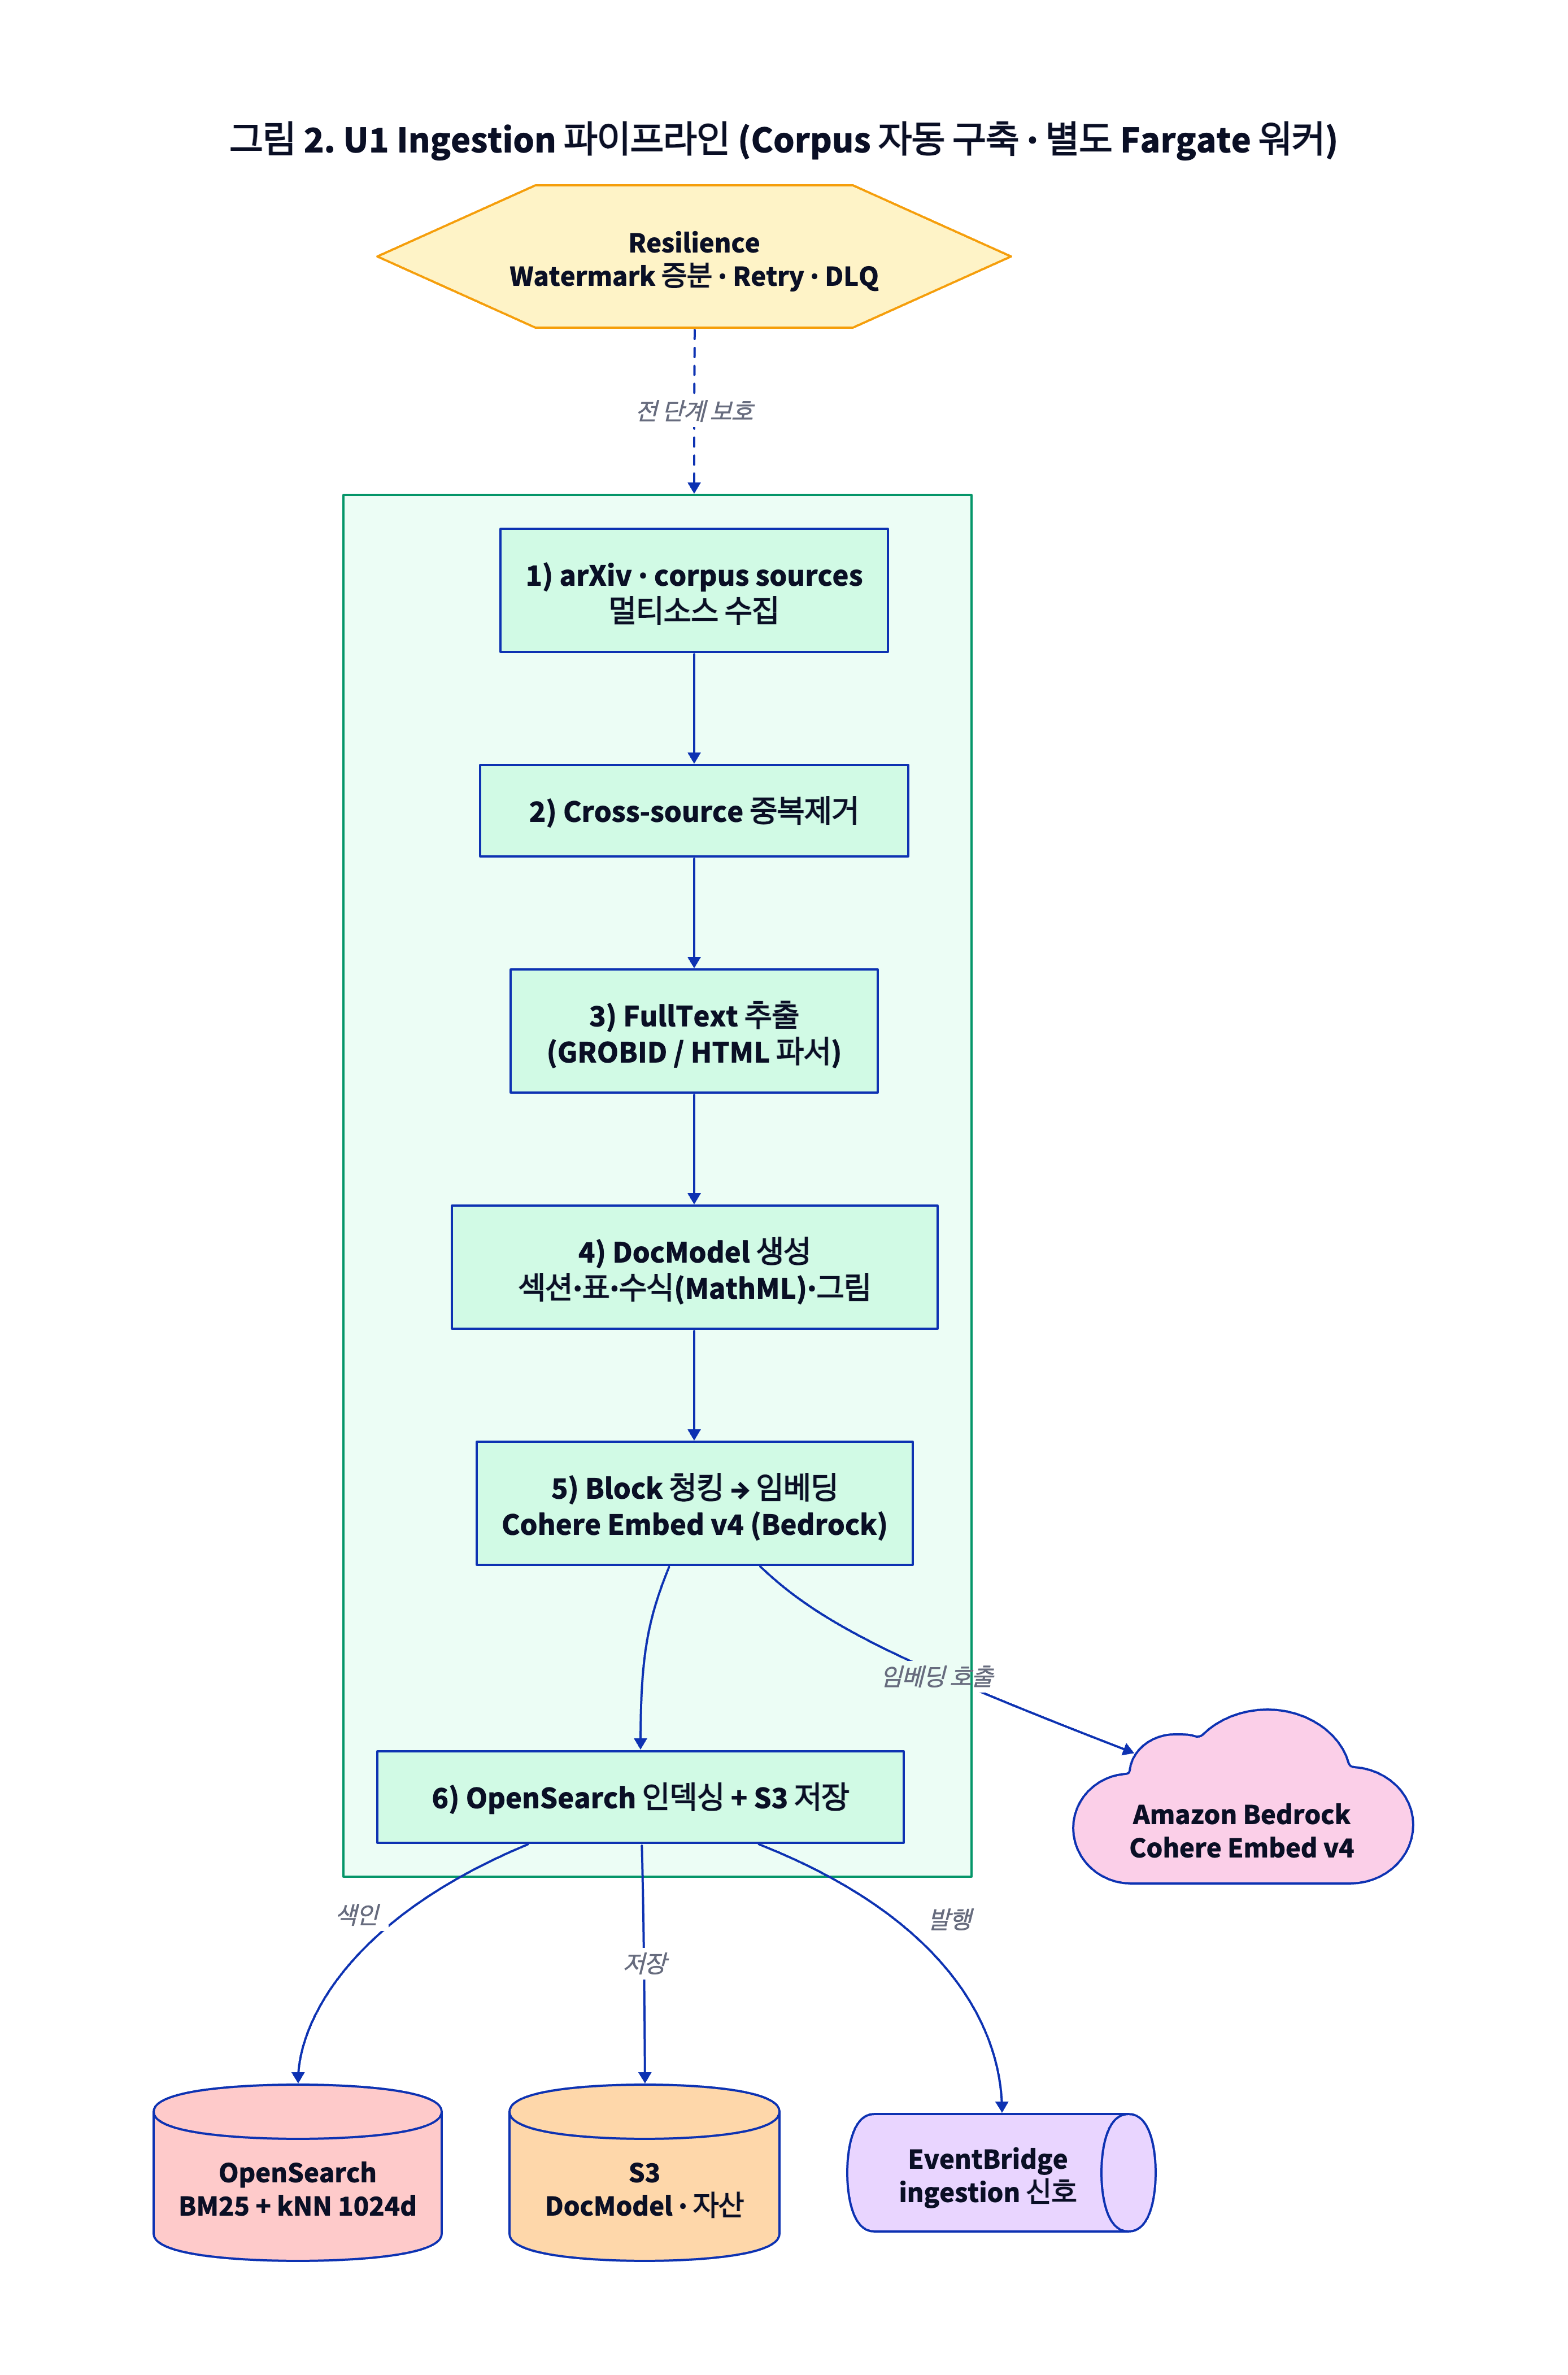 그림 2. U1 Ingestion 파이프라인 (Corpus 자동 구축 · 별도 Fargate 워커)
Resilience
Watermark 증분 · Retry · DLQ
전 단계 보호
1) arXiv · corpus sources
멀티소스 수집
2) Cross-source 중복제거
3) FullText 추출
(GROBID / HTML 파서)
4) DocModel 생성
섹션·표·수식(MathML)·그림
5) Block 청킹 → 임베딩
Cohere Embed v4 (Bedrock)
임베딩 호출
6) OpenSearch 인덱싱 + S3 저장
Amazon Bedrock
Cohere Embed v4
색인
저장
발행
OpenSearch
BM25 + kNN 1024d
S3
DocModel · 자산
EventBridge
ingestion 신호